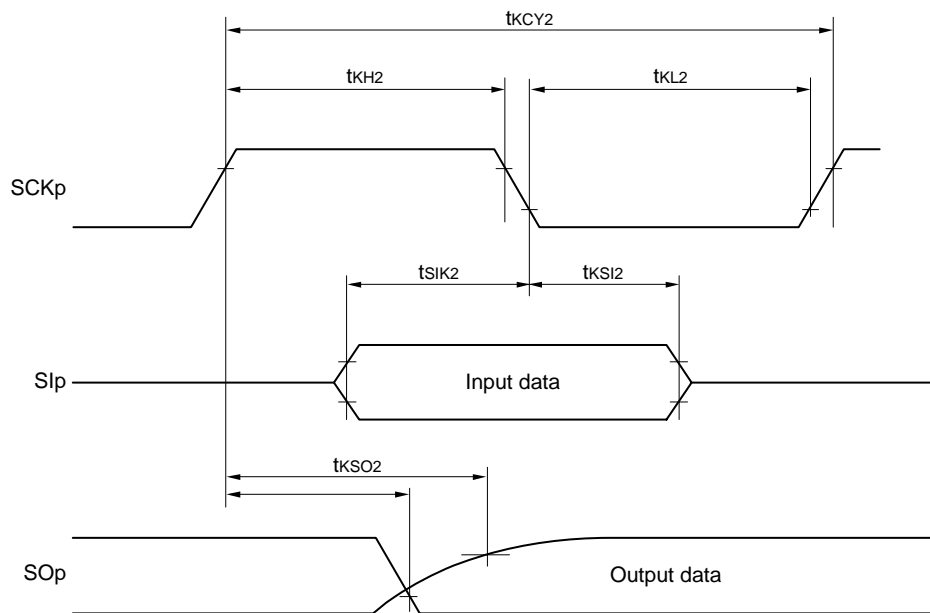 tKCY2
tKH2
tKL2
SCKp
tSIK2
tKSI2
SIp
Input data
tKSO2
SOp
Output data